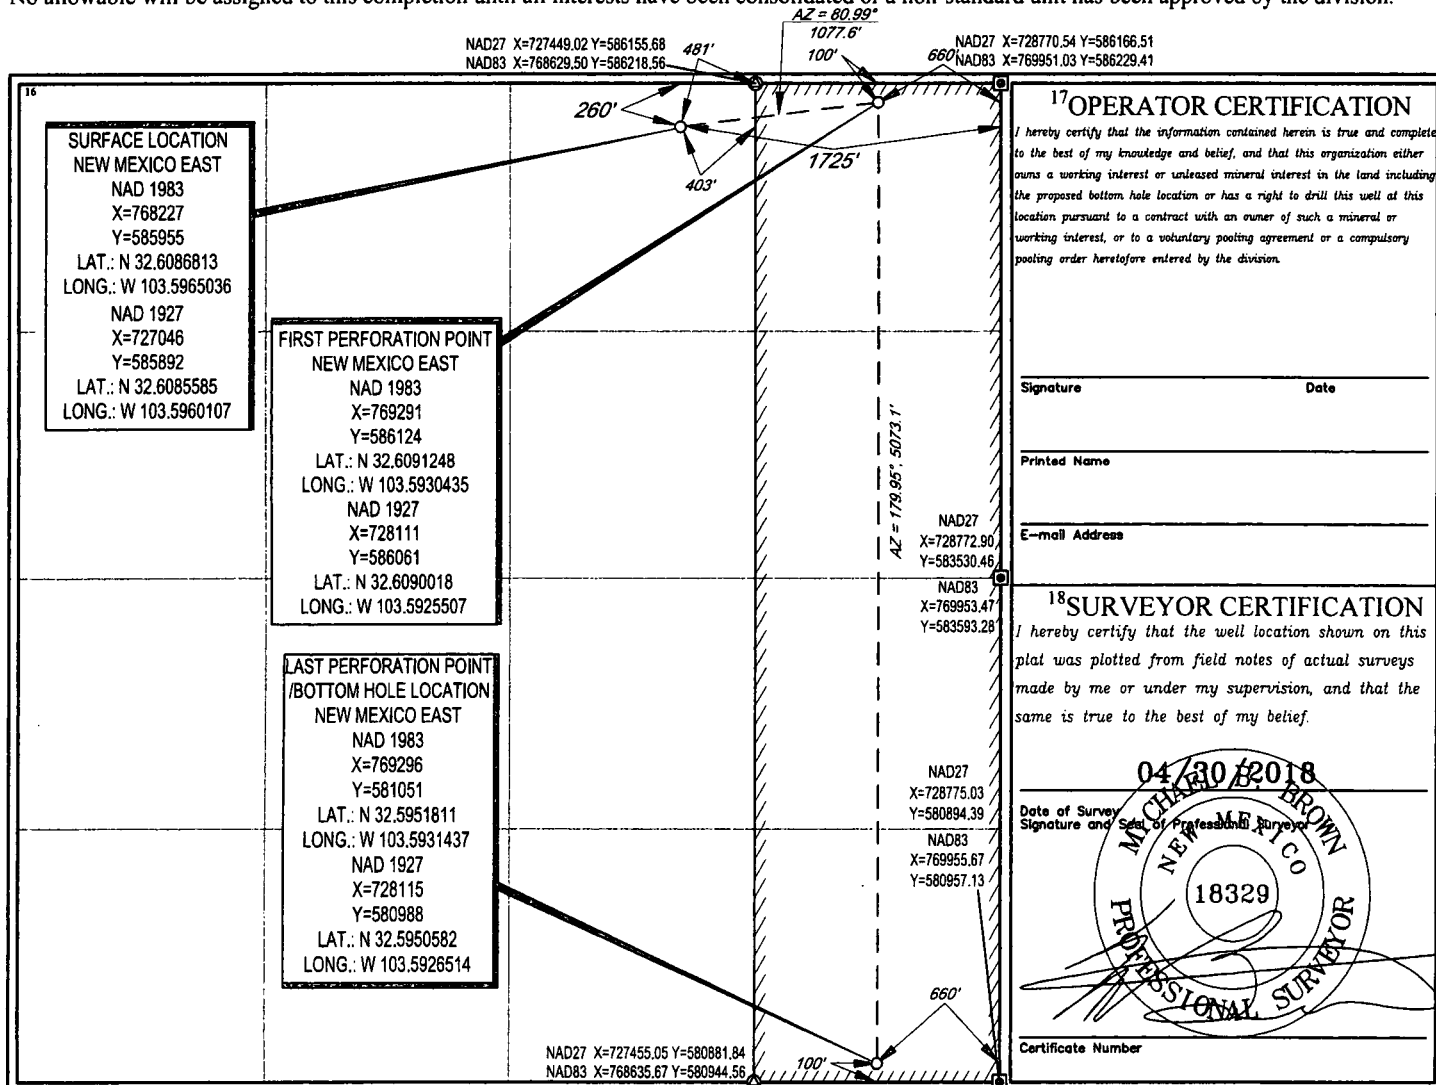 No allowable will be assigned to this completion until all interests have been consolidated or a non-standard unit has been approved by the division.
AZ = 80.99°
1077.6'
NAD27 X=727449.02 Y=586155.68
NAD83 X=768629.50 Y=586218.56
481'
100'
660'
NAD27 X=728770.54 Y=586166.51
NAD83 X=769951.03 Y=586229.41
16
260'
1725'
403'
SURFACE LOCATION
NEW MEXICO EAST
NAD 1983
X=768227
Y=585955
LAT.: N 32.6086813
LONG.: W 103.5965036
NAD 1927
X=727046
Y=585892
LAT.: N 32.6085585
LONG.: W 103.5960107
FIRST PERFORATION POINT
NEW MEXICO EAST
NAD 1983
X=769291
Y=586124
LAT.: N 32.6091248
LONG.: W 103.5930435
NAD 1927
X=728111
Y=586061
LAT.: N 32.6090018
LONG.: W 103.5925507
AZ = 179.95°, 5073.1'
NAD27
X=728772.90
Y=583530.46
NAD83
X=769953.47
Y=583593.28
LAST PERFORATION POINT
/BOTTOM HOLE LOCATION
NEW MEXICO EAST
NAD 1983
X=769296
Y=581051
LAT.: N 32.5951811
LONG.: W 103.5931437
NAD 1927
X=728115
Y=580988
LAT.: N 32.5950582
LONG.: W 103.5926514
NAD27
X=728775.03
Y=580894.39
NAD83
X=769955.67
Y=580957.13
660'
NAD27 X=727455.05 Y=580881.84
NAD83 X=768635.67 Y=580944.56
100'
17OPERATOR CERTIFICATION
I hereby certify that the information contained herein is true and complete
to the best of my knowledge and belief, and that this organization either
owns a working interest or unleased mineral interest in the land including
the proposed bottom hole location or has a right to drill this well at this
location pursuant to a contract with an owner of such a mineral or
working interest, or to a voluntary pooling agreement or a compulsory
pooling order heretofore entered by the division.
Signature Date
Printed Name
E-mail Address
18SURVEYOR CERTIFICATION
I hereby certify that the well location shown on this
plat was plotted from field notes of actual surveys
made by me or under my supervision, and that the
same is true to the best of my belief.
04/30/2018
Date of Survey
Signature and Seal of Professional Surveyor
MYCHAEL B. BROWN
NEW MEXICO
18329
PROFESSIONAL SURVEYOR
Certificate Number